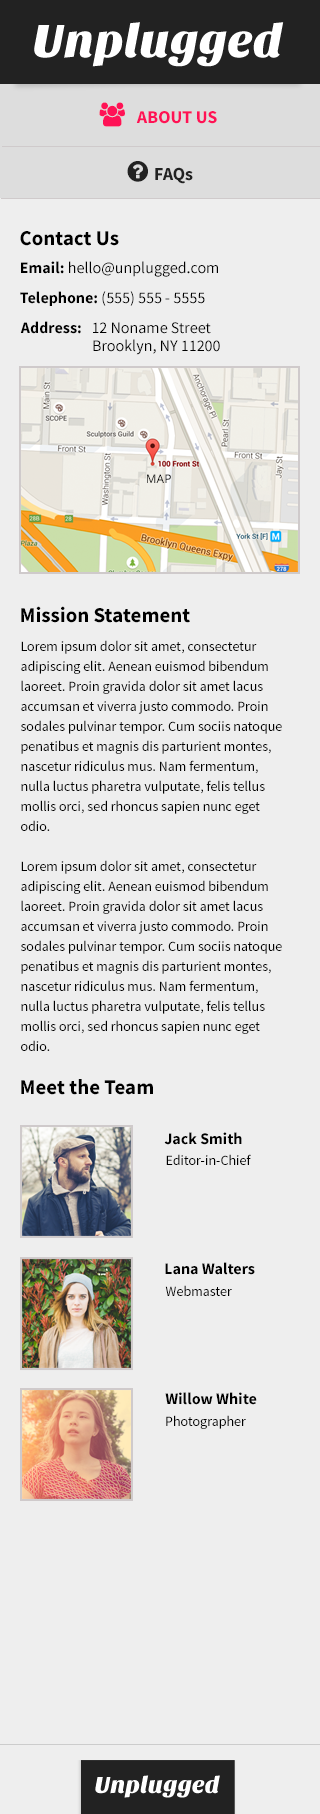 Unplugged
ABOUT US
FAQs
Contact Us
Email: hello@unplugged.com
Telephone: (555) 555 - 5555
Address: 12 Noname Street
Brooklyn, NY 11200
Main St
SCOPE
Anchorage Pl
Sculptors Guild
Pearl St
Front St
Front St
Jay St
Washington St
100 Front St
MAP
28B
28
Brooklyn Queens Expy
York St [F] M
Plaza
278
Mission Statement
Lorem ipsum dolor sit amet, consectetur
adipiscing elit. Aenean euismod bibendum
laoreet. Proin gravida dolor sit amet lacus
accumsan et viverra justo commodo. Proin
sodales pulvinar tempor. Cum sociis natoque
penatibus et magnis dis parturient montes,
nascetur ridiculus mus. Nam fermentum,
nulla luctus pharetra vulputate, felis tellus
mollis orci, sed rhoncus sapien nunc eget
odio.
Lorem ipsum dolor sit amet, consectetur
adipiscing elit. Aenean euismod bibendum
laoreet. Proin gravida dolor sit amet lacus
accumsan et viverra justo commodo. Proin
sodales pulvinar tempor. Cum sociis natoque
penatibus et magnis dis parturient montes,
nascetur ridiculus mus. Nam fermentum,
nulla luctus pharetra vulputate, felis tellus
mollis orci, sed rhoncus sapien nunc eget
odio.
Meet the Team
Jack Smith
Editor-in-Chief
Lana Walters
Webmaster
Willow White
Photographer
Unplugged